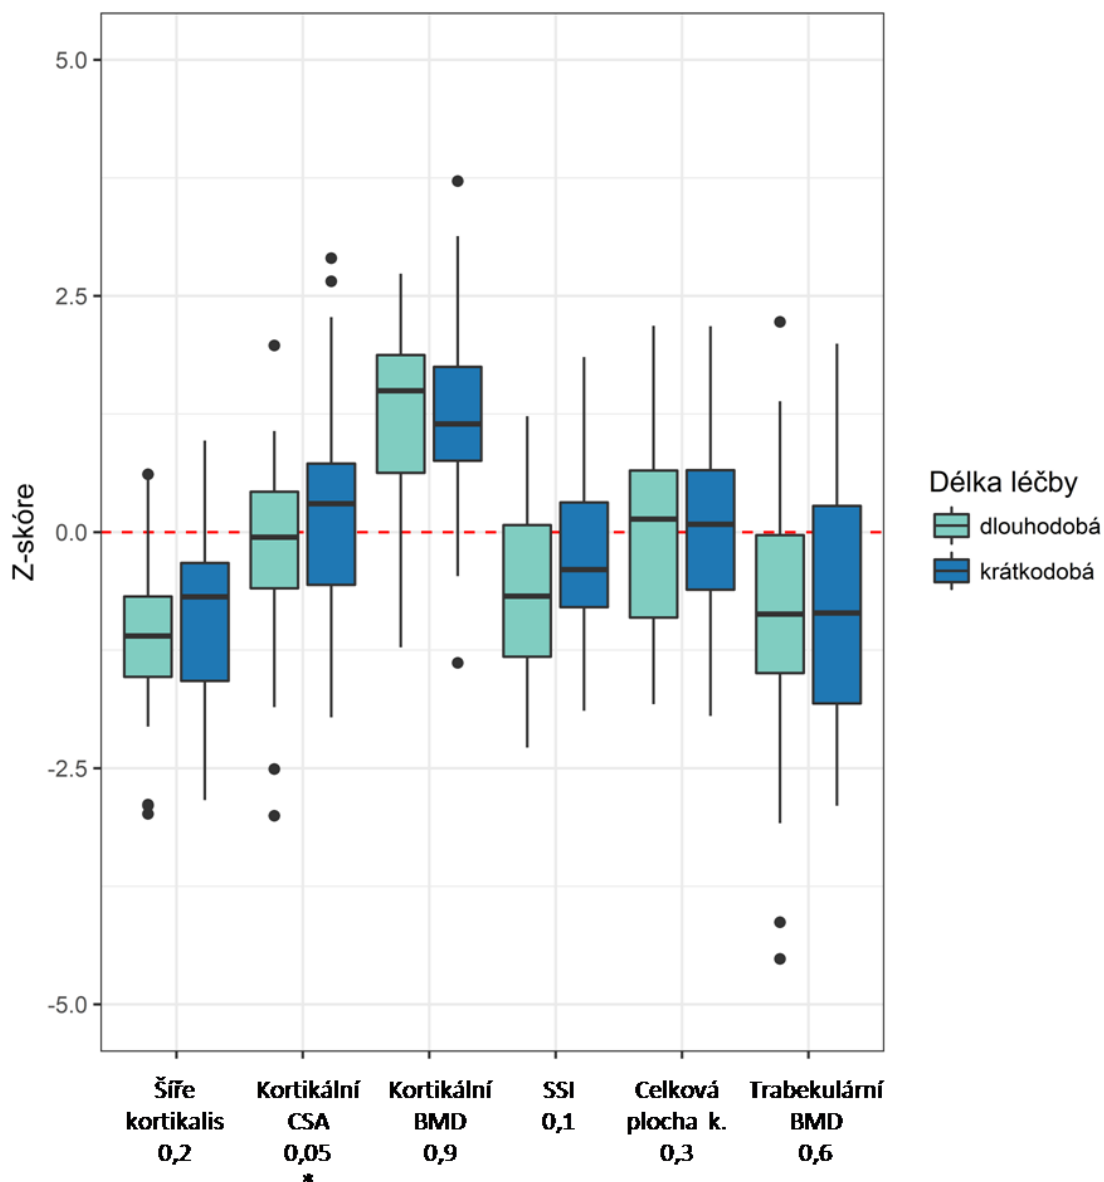 5.0
2.5
0.0
-2.5
-5.0
Z-skóre
Šíře
kortikalis
0,2
Kortikální
CSA
0,05
*
Kortikální
BMD
0,9
SSI
0,1
Celková
plocha k.
0,3
Trabekulární
BMD
0,6
Délka léčby
dlouhodobá
krátkodobá